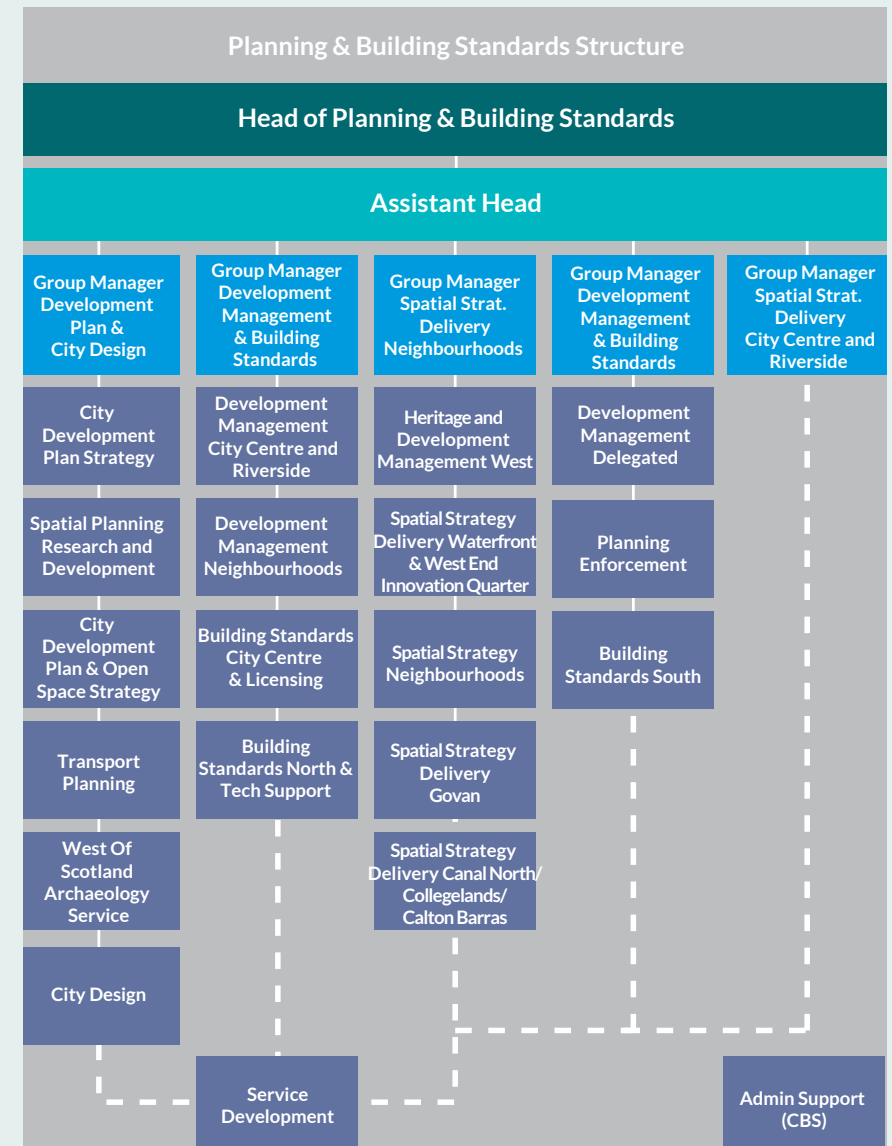 Planning & Building Standards Structure
Head of Planning & Building Standards
Assistant Head
Group Manager
Development
Plan &
City Design
Group Manager
Development
Management
& Building
Standards
Group Manager
Spatial Strat.
Delivery
Neighbourhoods
Group Manager
Development
Management
& Building
Standards
Group Manager
Spatial Strat.
Delivery
City Centre and
Riverside
City
Development
Plan Strategy
Development
Management
City Centre and
Riverside
Heritage and
Development
Management West
Development
Management
Delegated
Spatial Planning
Research and
Development
Development
Management
Neighbourhoods
Spatial Strategy
Delivery Waterfront
& West End
Innovation Quarter
Planning
Enforcement
City
Development
Plan & Open
Space Strategy
Building Standards
City Centre
& Licensing
Spatial Strategy
Neighbourhoods
Building
Standards South
Transport
Planning
Building
Standards North &
Tech Support
Spatial Strategy
Delivery
Govan
West Of
Scotland
Archaeology
Service
Spatial Strategy
Delivery Canal North/
Collegelands/
Calton Barras
City Design
Service
Development
Admin Support
(CBS)